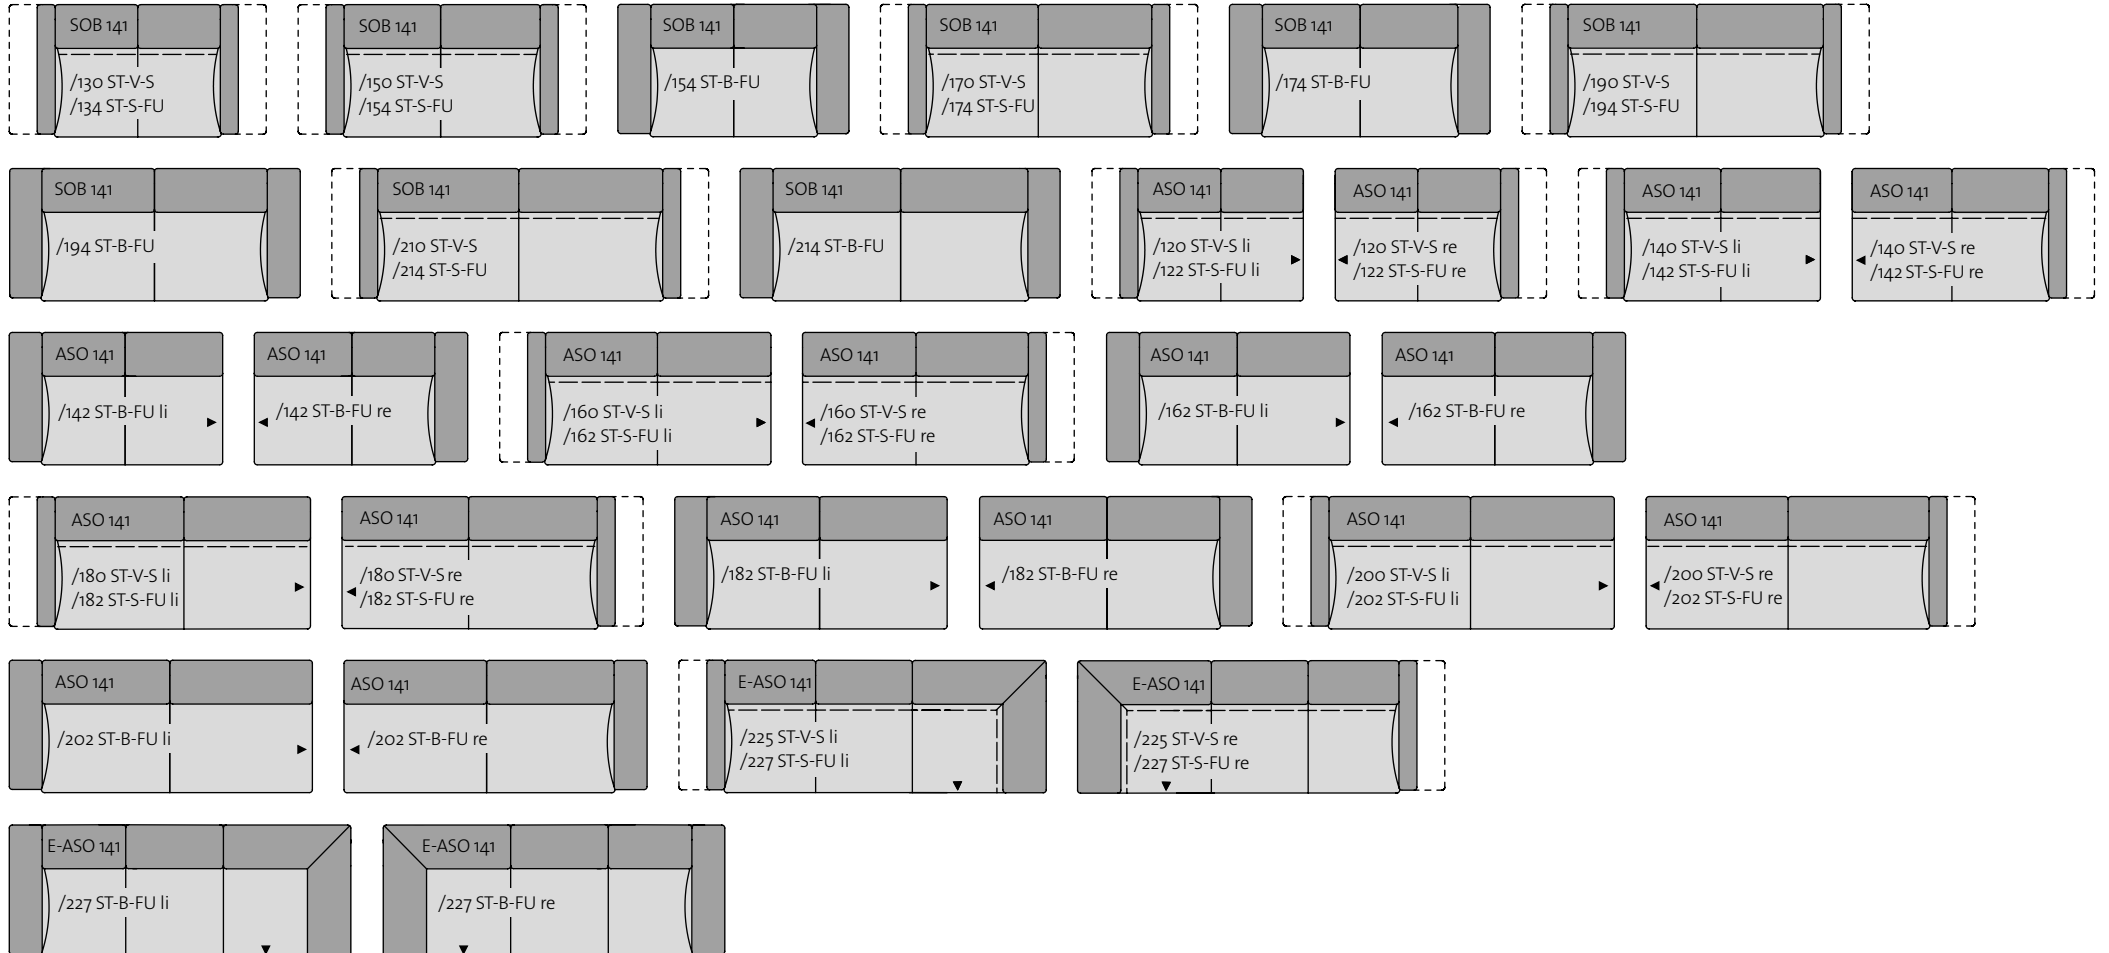 SOB 141
/130 ST-V-S
/134 ST-S-FU
SOB 141
/150 ST-V-S
/154 ST-S-FU
SOB 141
/154 ST-B-FU
SOB 141
/170 ST-V-S
/174 ST-S-FU
SOB 141
/174 ST-B-FU
SOB 141
/190 ST-V-S
/194 ST-S-FU
SOB 141
/194 ST-B-FU
SOB 141
/210 ST-V-S
/214 ST-S-FU
SOB 141
/214 ST-B-FU
ASO 141
/120 ST-V-S li
/122 ST-S-FU li
ASO 141
/120 ST-V-S re
/122 ST-S-FU re
ASO 141
/140 ST-V-S li
/142 ST-S-FU li
ASO 141
/140 ST-V-S re
/142 ST-S-FU re
ASO 141
/142 ST-B-FU li
ASO 141
/142 ST-B-FU re
ASO 141
/160 ST-V-S li
/162 ST-S-FU li
ASO 141
/160 ST-V-S re
/162 ST-S-FU re
ASO 141
/162 ST-B-FU li
ASO 141
/162 ST-B-FU re
ASO 141
/180 ST-V-S li
/182 ST-S-FU li
ASO 141
/180 ST-V-S re
/182 ST-S-FU re
ASO 141
/182 ST-B-FU li
ASO 141
/182 ST-B-FU re
ASO 141
/200 ST-V-S li
/202 ST-S-FU li
ASO 141
/200 ST-V-S re
/202 ST-S-FU re
ASO 141
/202 ST-B-FU li
ASO 141
/202 ST-B-FU re
E-ASO 141
/225 ST-V-S li
/227 ST-S-FU li
E-ASO 141
/225 ST-V-S re
/227 ST-S-FU re
E-ASO 141
/227 ST-B-FU li
E-ASO 141
/227 ST-B-FU re